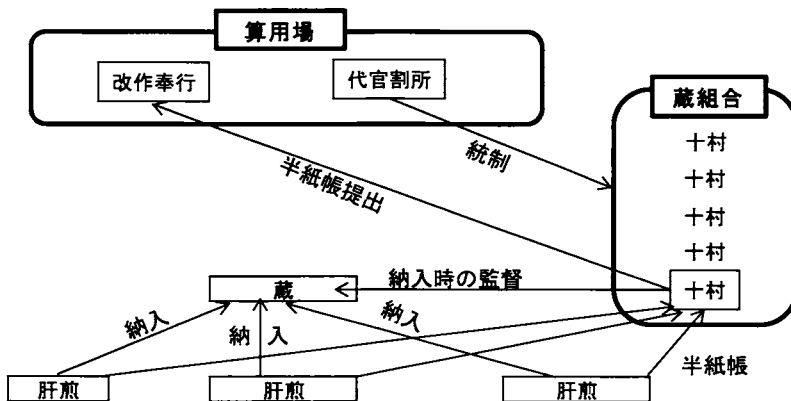 算用場
改作奉行
代官割所
蔵組合
十村
十村
十村
十村
十村
統制
半紙帳提出
納入時の監督
蔵
納入
納 入
納入
半紙帳
肝煎
肝煎
肝煎